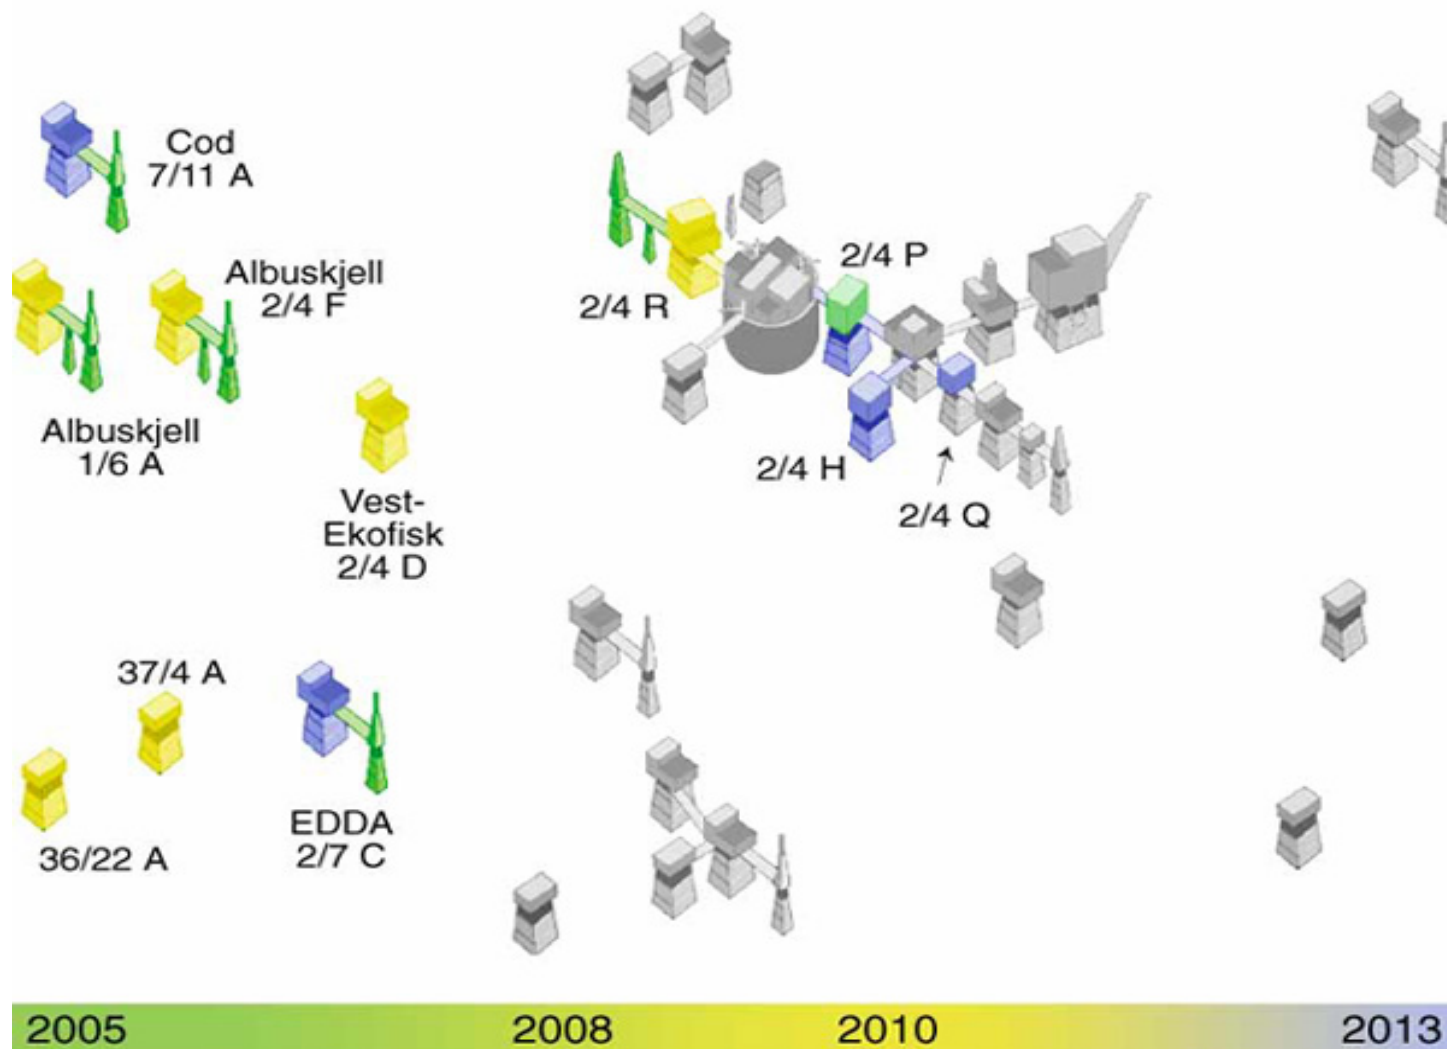 Cod
7/11 A
Albuskjell
2/4 F
2/4 P
2/4 R
Albuskjell
1/6 A
2/4 H
Vest-
Ekofisk
2/4 D
2/4 Q
37/4 A
EDDA
2/7 C
36/22 A
2005 2008 2010 2013